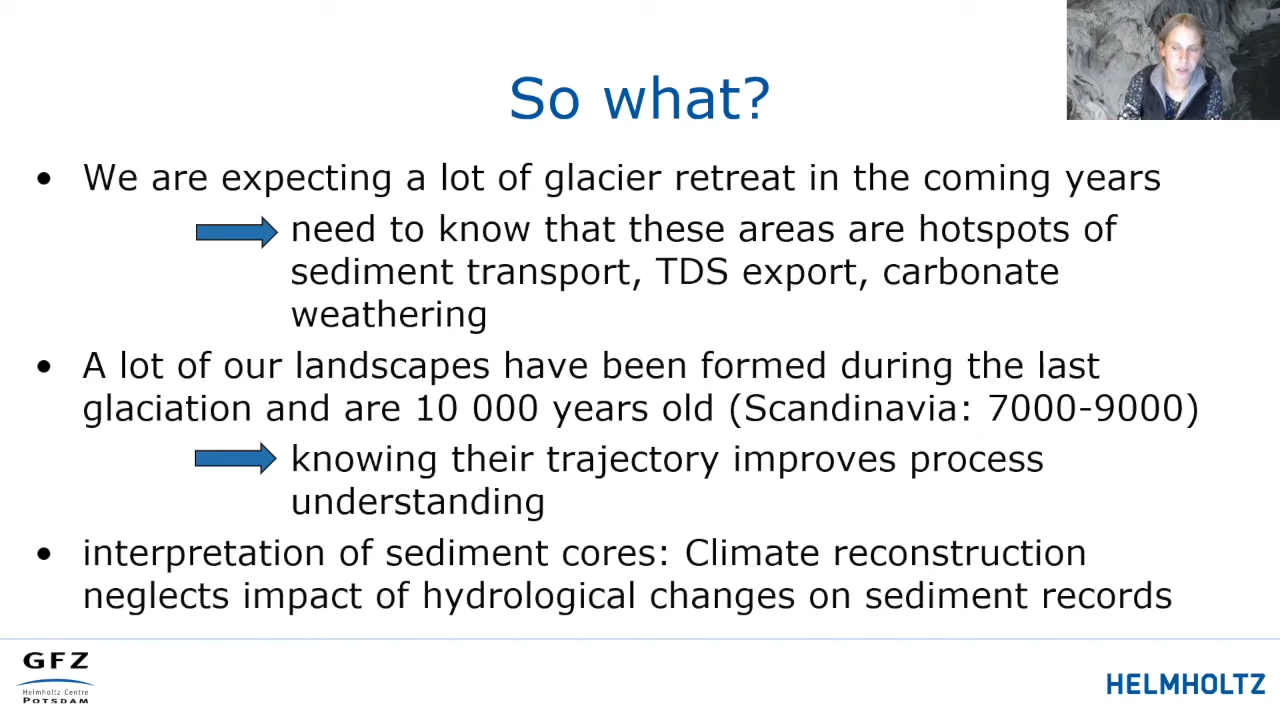 So what?
• We are expecting a lot of glacier retreat in the coming years
need to know that these areas are hotspots of
sediment transport, TDS export, carbonate
weathering
• A lot of our landscapes have been formed during the last
glaciation and are 10 000 years old (Scandinavia: 7000-9000)
knowing their trajectory improves process
understanding
• interpretation of sediment cores: Climate reconstruction
neglects impact of hydrological changes on sediment records
GFZ
Helmholtz Centre
POTSDAM
HELMHOLTZ